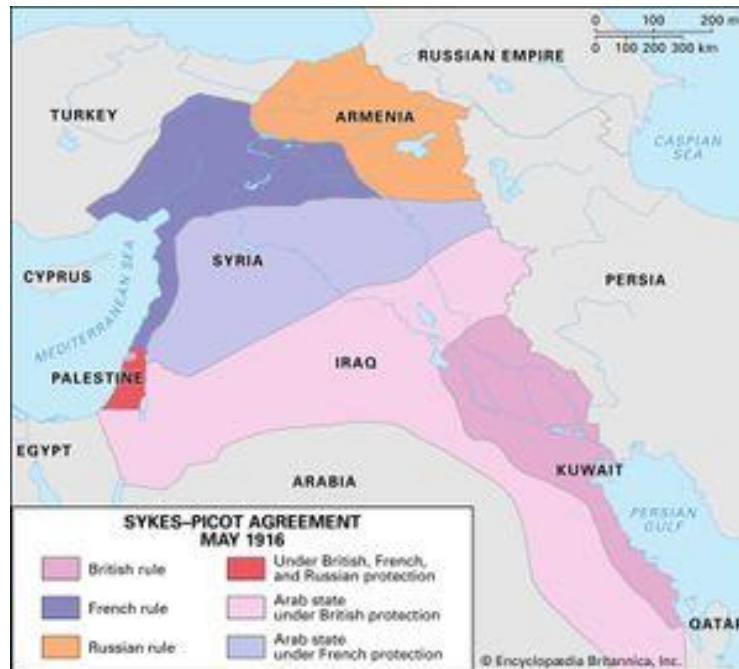 0 100 200 m
0 100 200 300 km
RUSSIAN EMPIRE
TURKEY
ARMENIA
CASPIAN
SEA
CYPRUS
MEDITERRANEAN SEA
SYRIA
PERSIA
PALESTINE
IRAQ
EGYPT
KUWAIT
ARABIA
PERSIAN
GULF
QATAR
SYKES–PICOT AGREEMENT
MAY 1916
British rule
French rule
Russian rule
Under British, French,
and Russian protection
Arab state
under British protection
Arab state
under French protection
© Encyclopædia Britannica, Inc.